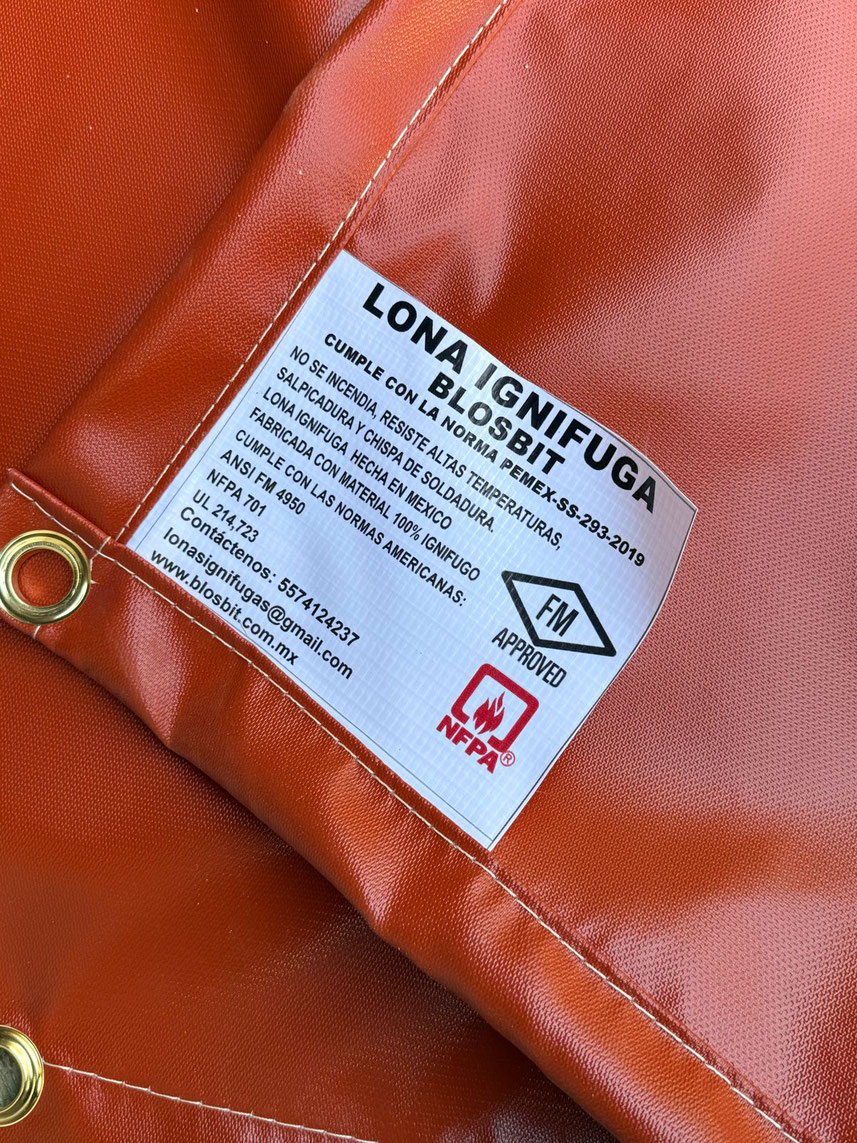 LONA IGNIFUGA
BLOSBIT
CUMPLE CON LA NORMA PEMEX.SS-293-2019
NO SE INCENDIA, RESISTE ALTAS TEMPERATURAS,
SALPICADURA Y CHISPA DE SOLDADURA.
LONA IGNIFUGA HECHA EN MEXICO
FABRICADA CON MATERIAL 100% IGNIFUGO
CUMPLE CON LAS NORMAS AMERICANAS:
ANSI FM 4950
NFPA 701
UL 214,723
Contáctenos: 5574124237
lonasignifugas@gmail.com
www.blosbit.com.mx
FM
APPROVED
NFPA®